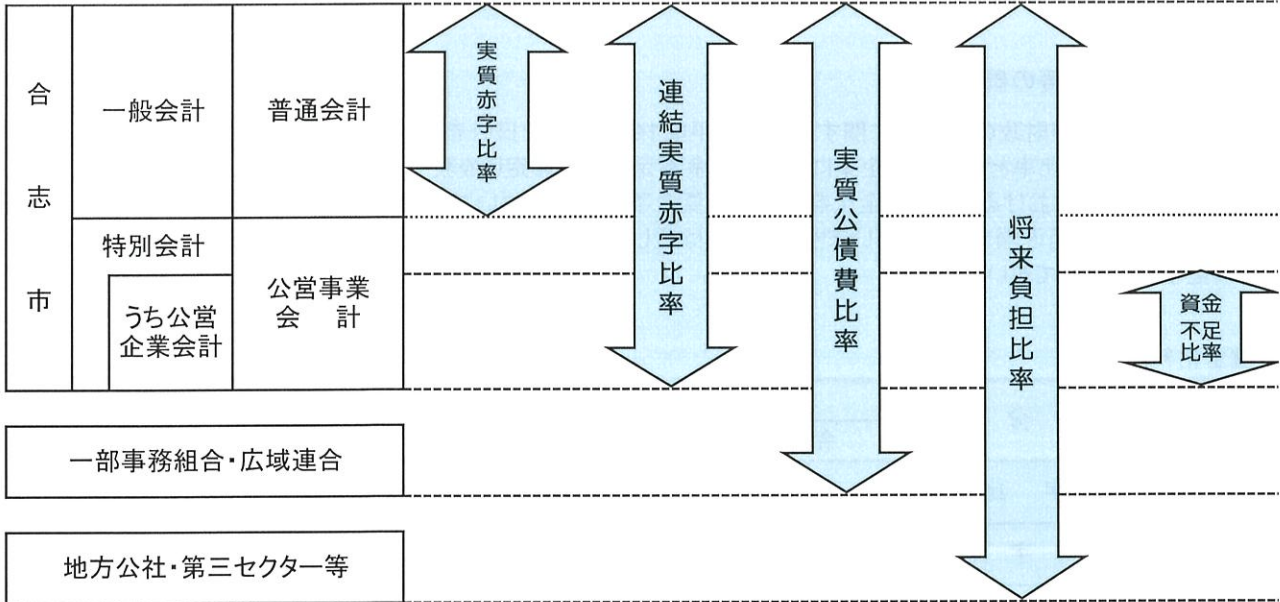 合志市
一般会計
普通会計
特別会計
うち公営
企業会計
公営事業
会 計
一部事務組合・広域連合
地方公社・第三セクター等
実質赤字比率
連結実質赤字比率
実質公債費比率
将来負担比率
資金
不足
比率